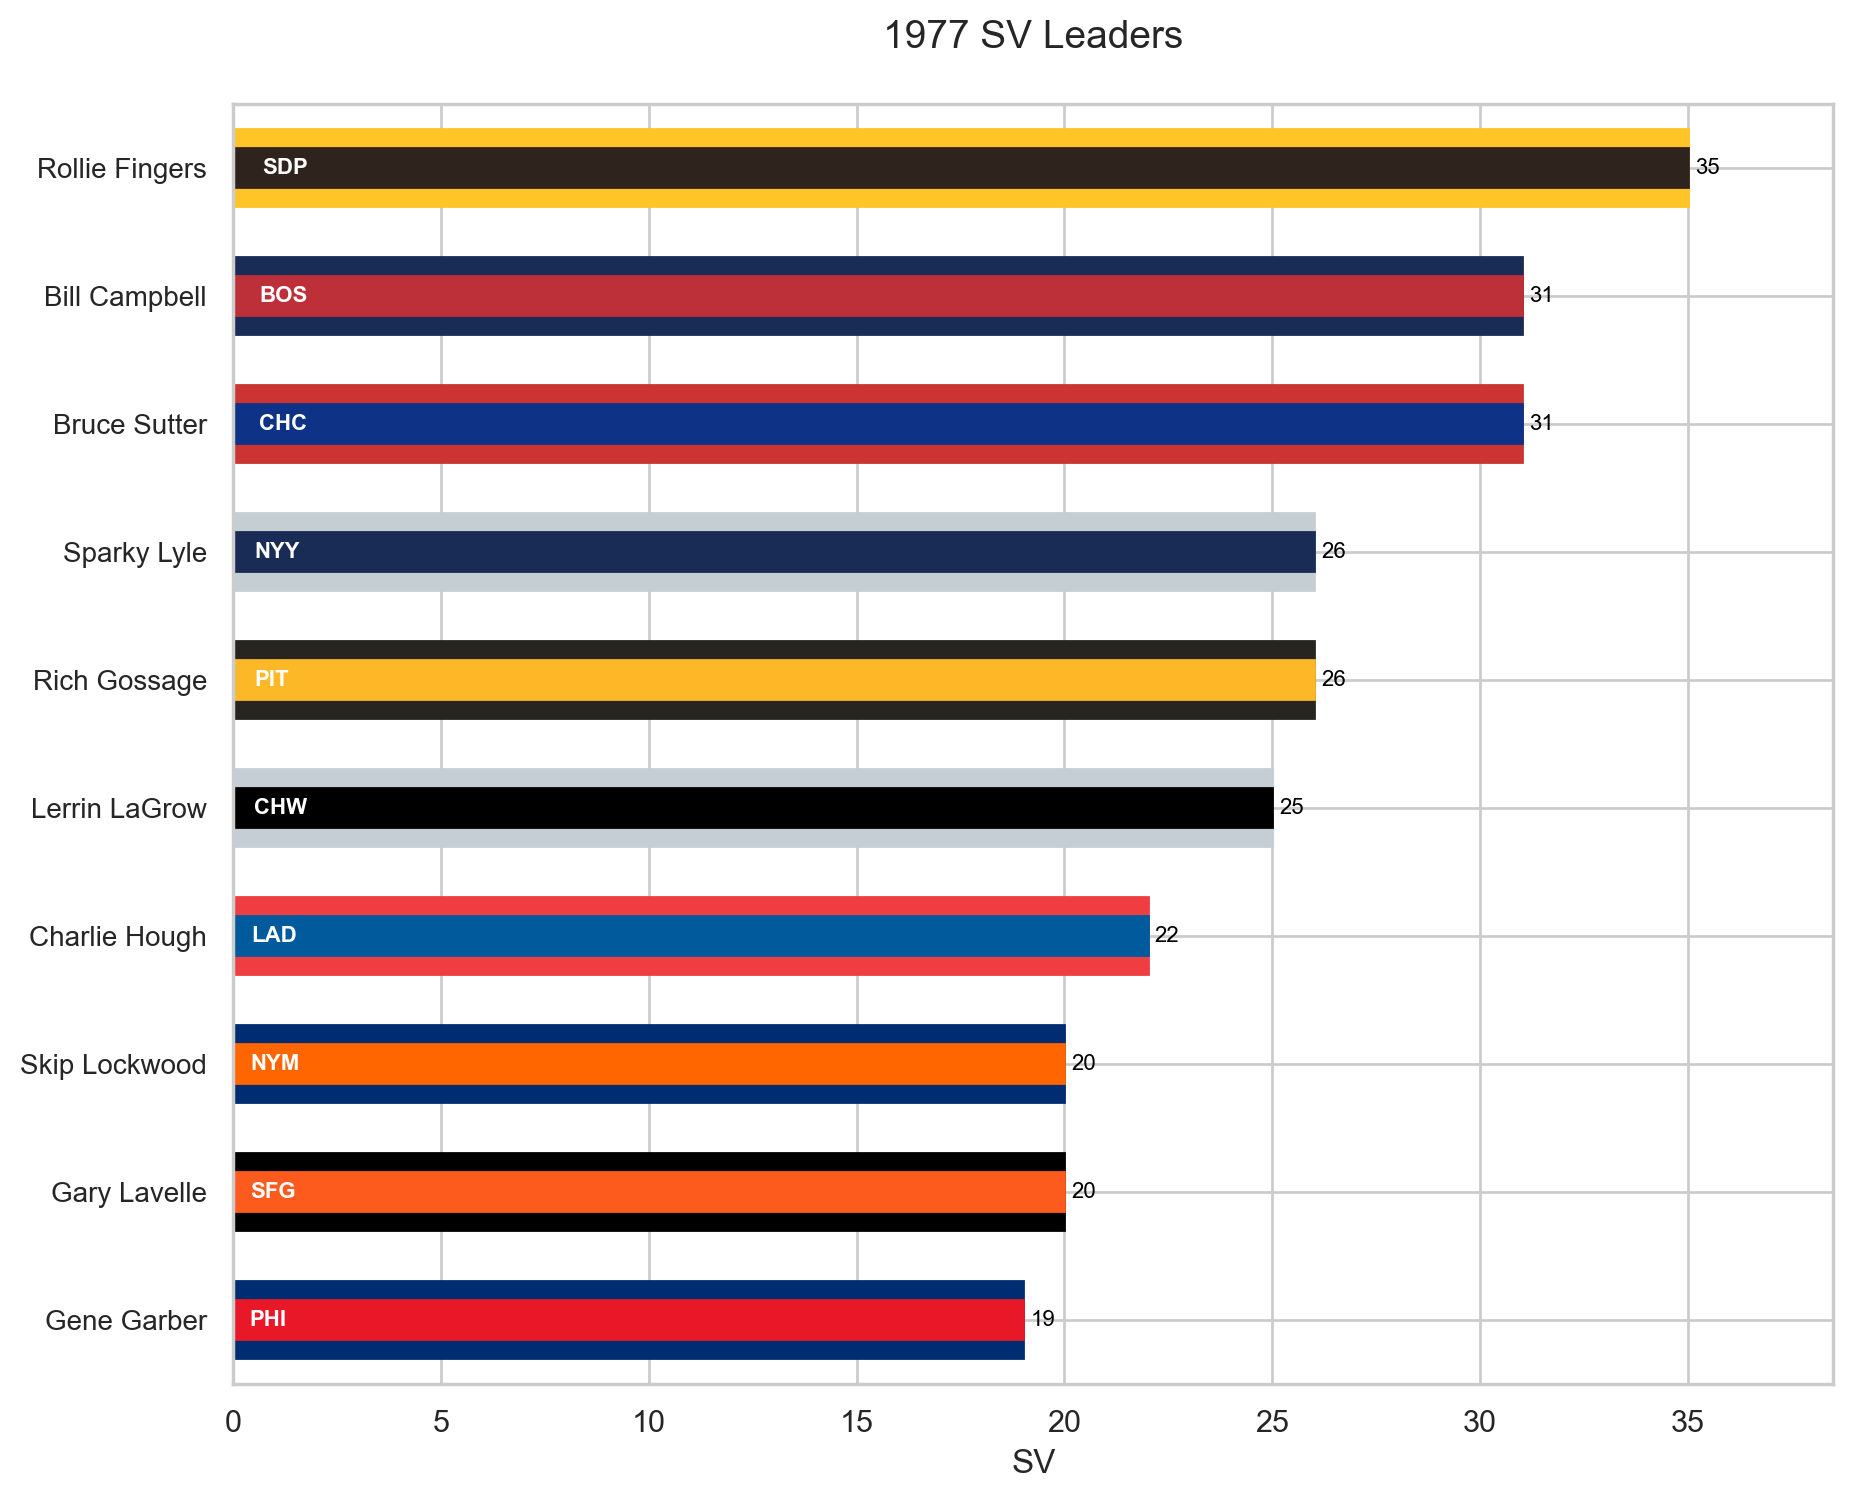 1977 SV Leaders
Rollie Fingers SDP 35
Bill Campbell BOS 31
Bruce Sutter CHC 31
Sparky Lyle NYY 26
Rich Gossage PIT 26
Lerrin LaGrow CHW 25
Charlie Hough LAD 22
Skip Lockwood NYM 20
Gary Lavelle SFG 20
Gene Garber PHI 19
0 5 10 15 20 25 30 35
SV